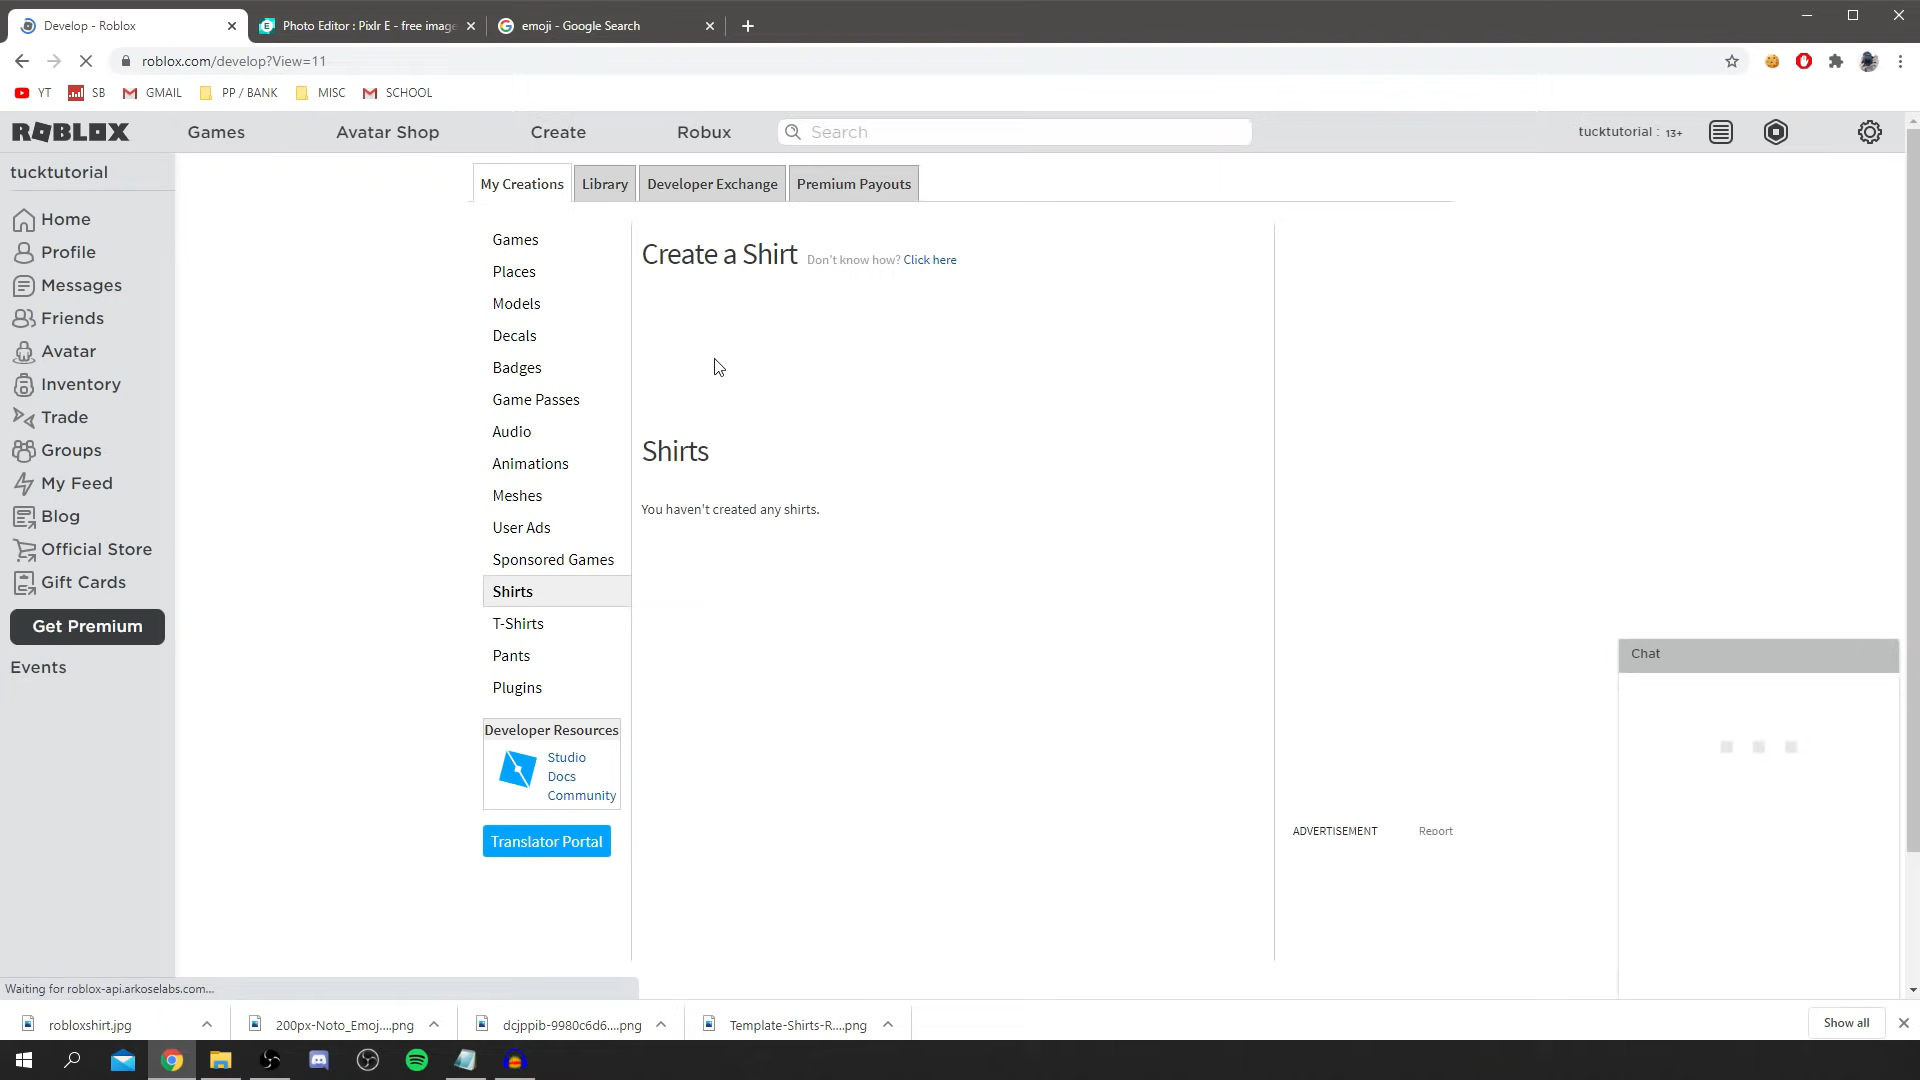 Develop - Roblox
Photo Editor : Pixlr E - free image
emoji - Google Search
roblox.com/develop?View=11
YT
SB
GMAIL
PP / BANK
MISC
SCHOOL
ROBLOX
Games
Avatar Shop
Create
Robux
Search
tucktutorial : 13+
tucktutorial
Home
Profile
Messages
Friends
Avatar
Inventory
Trade
Groups
My Feed
Blog
Official Store
Gift Cards
Get Premium
Events
My Creations
Library
Developer Exchange
Premium Payouts
Games
Places
Models
Decals
Badges
Game Passes
Audio
Animations
Meshes
User Ads
Sponsored Games
Shirts
T-Shirts
Pants
Plugins
Developer Resources
Studio
Docs
Community
Translator Portal
Create a Shirt Don't know how? Click here
Shirts
You haven't created any shirts.
ADVERTISEMENT
Report
Chat
Waiting for roblox-api.arkoselabs.com...
robloxshirt.jpg
200px-Noto_Emoj....png
dcjppib-9980c6d6....png
Template-Shirts-R....png
Show all